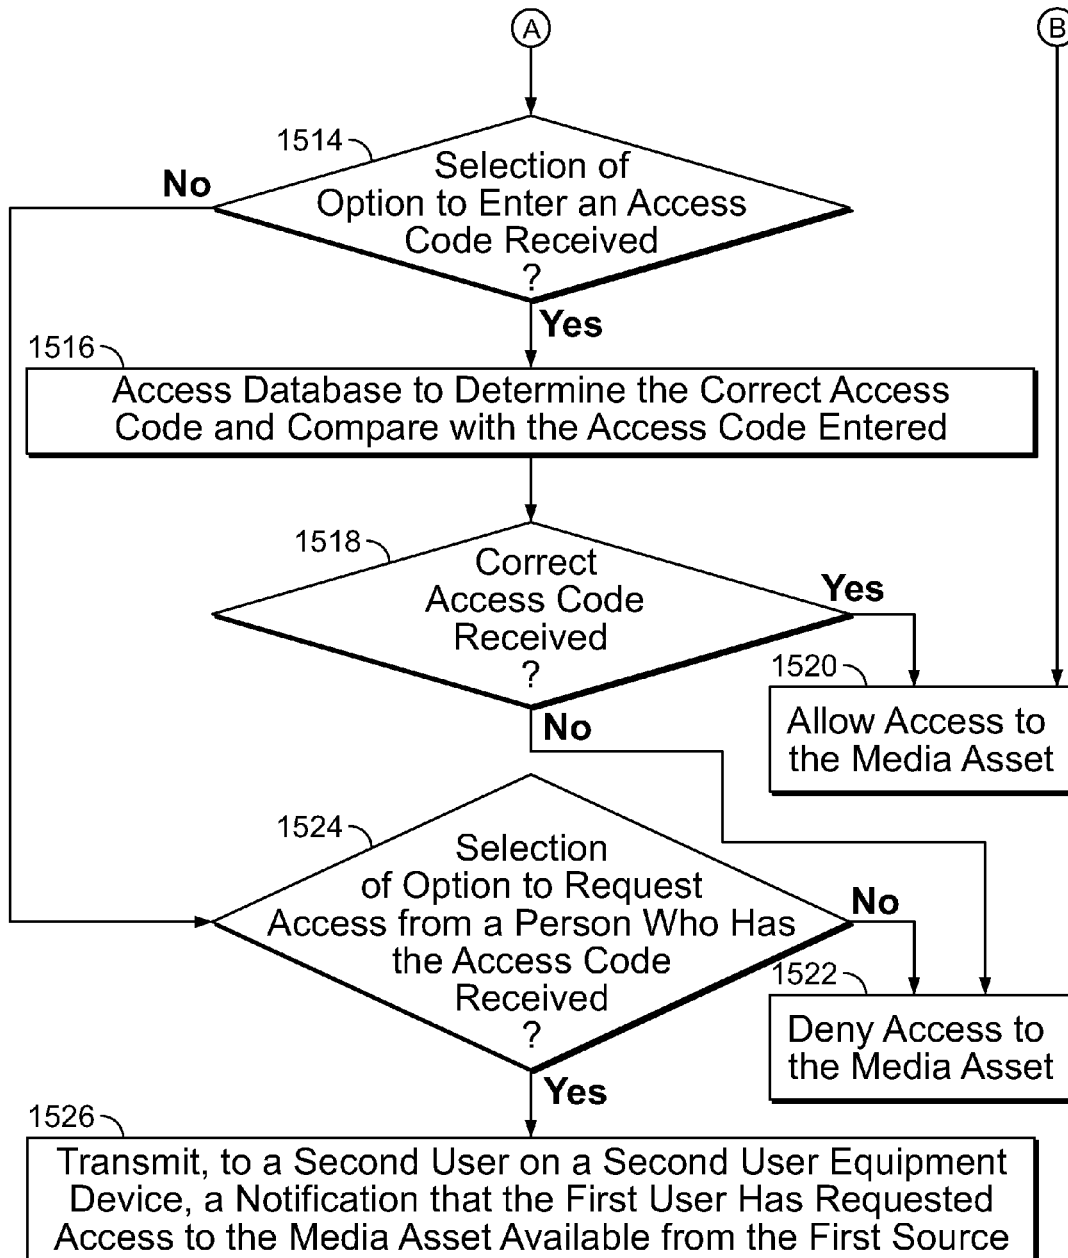 A
B
1514
Selection of
Option to Enter an Access
Code Received
?
No
Yes
1516
Access Database to Determine the Correct Access
Code and Compare with the Access Code Entered
1518
Correct
Access Code
Received
?
Yes
No
1520
Allow Access to
the Media Asset
1524
Selection
of Option to Request
Access from a Person Who Has
the Access Code
Received
?
No
Yes
1522
Deny Access to
the Media Asset
1526
Transmit, to a Second User on a Second User Equipment
Device, a Notification that the First User Has Requested
Access to the Media Asset Available from the First Source